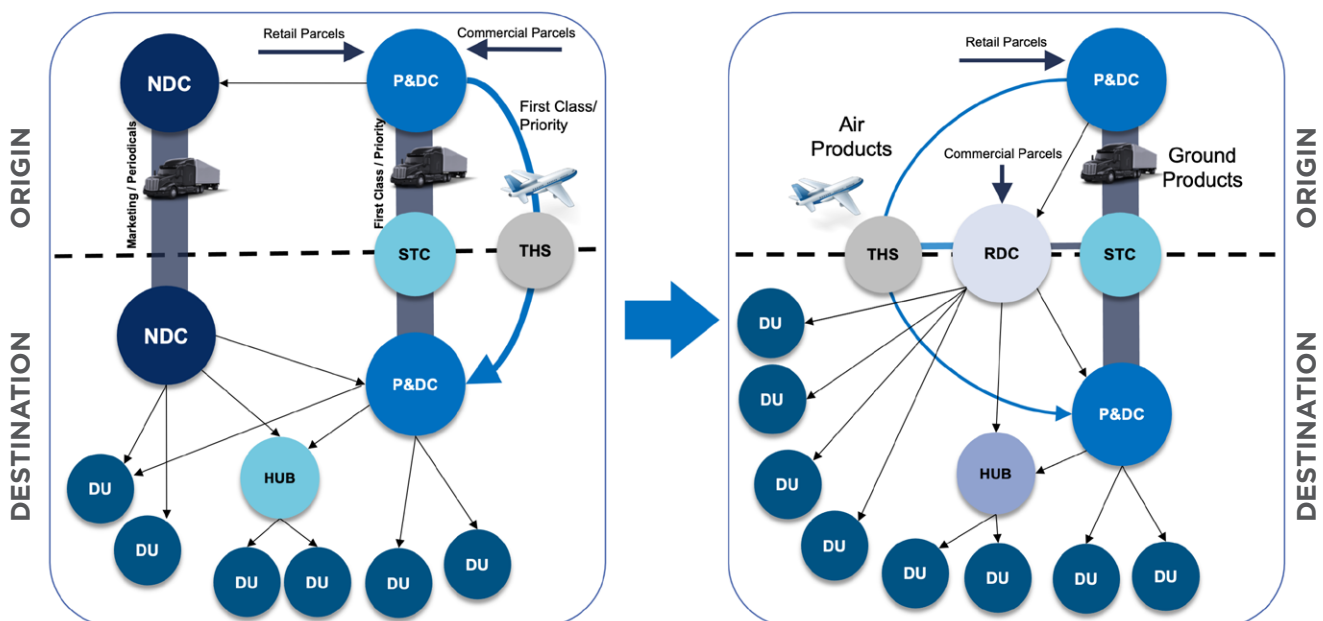 ORIGIN
DESTINATION
Retail Parcels
Commercial Parcels
NDC
P&DC
First Class/
Priority
Marketing / Periodicals
First Class / Priority
STC
THS
NDC
P&DC
HUB
DU
DU
DU
DU
DU
DU
Retail Parcels
P&DC
Air
Products
Commercial Parcels
Ground
Products
THS
RDC
STC
DU
DU
P&DC
DU
HUB
DU
DU
DU
DU
DU
ORIGIN
DESTINATION